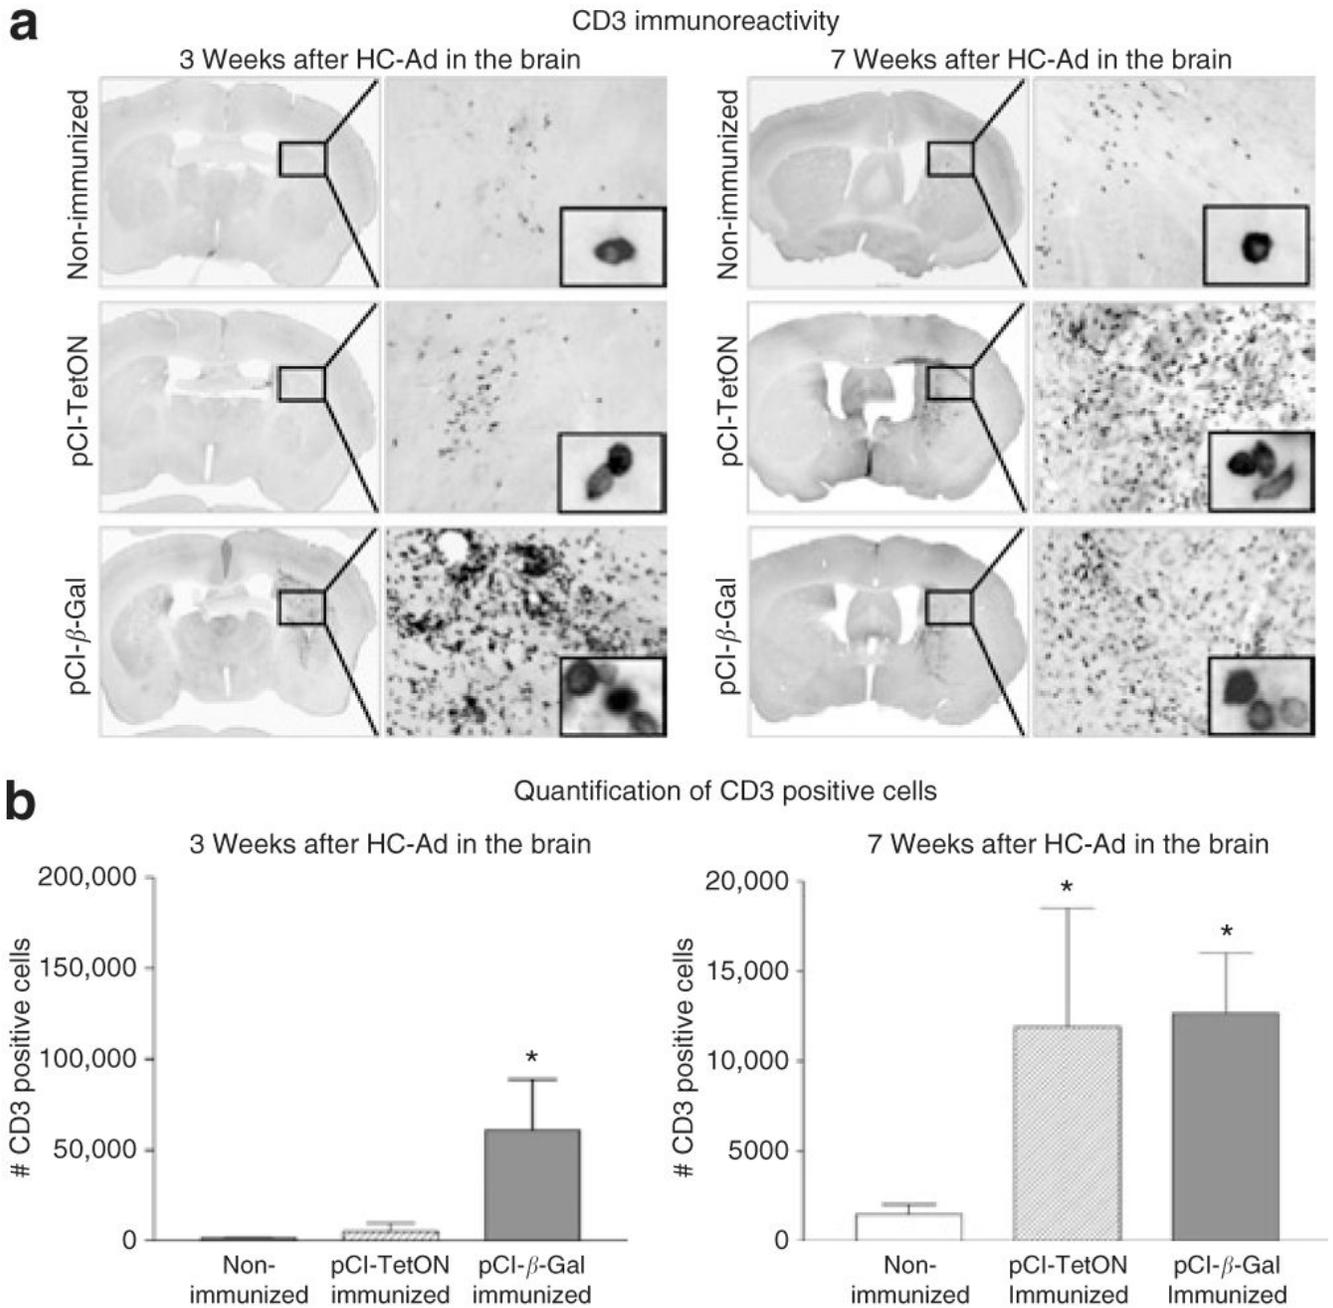 a
CD3 immunoreactivity
3 Weeks after HC-Ad in the brain
7 Weeks after HC-Ad in the brain
Non-immunized
Non-immunized
pCI-TetON
pCI-TetON
pCI-β-Gal
pCI-β-Gal
b
Quantification of CD3 positive cells
3 Weeks after HC-Ad in the brain
# CD3 positive cells
200,000
150,000
100,000
50,000
0
*
Non-
immunized
pCI-TetON
immunized
pCI-β-Gal
immunized
7 Weeks after HC-Ad in the brain
# CD3 positive cells
20,000
15,000
10,000
5000
0
*
*
Non-
immunized
pCI-TetON
Immunized
pCI-β-Gal
Immunized